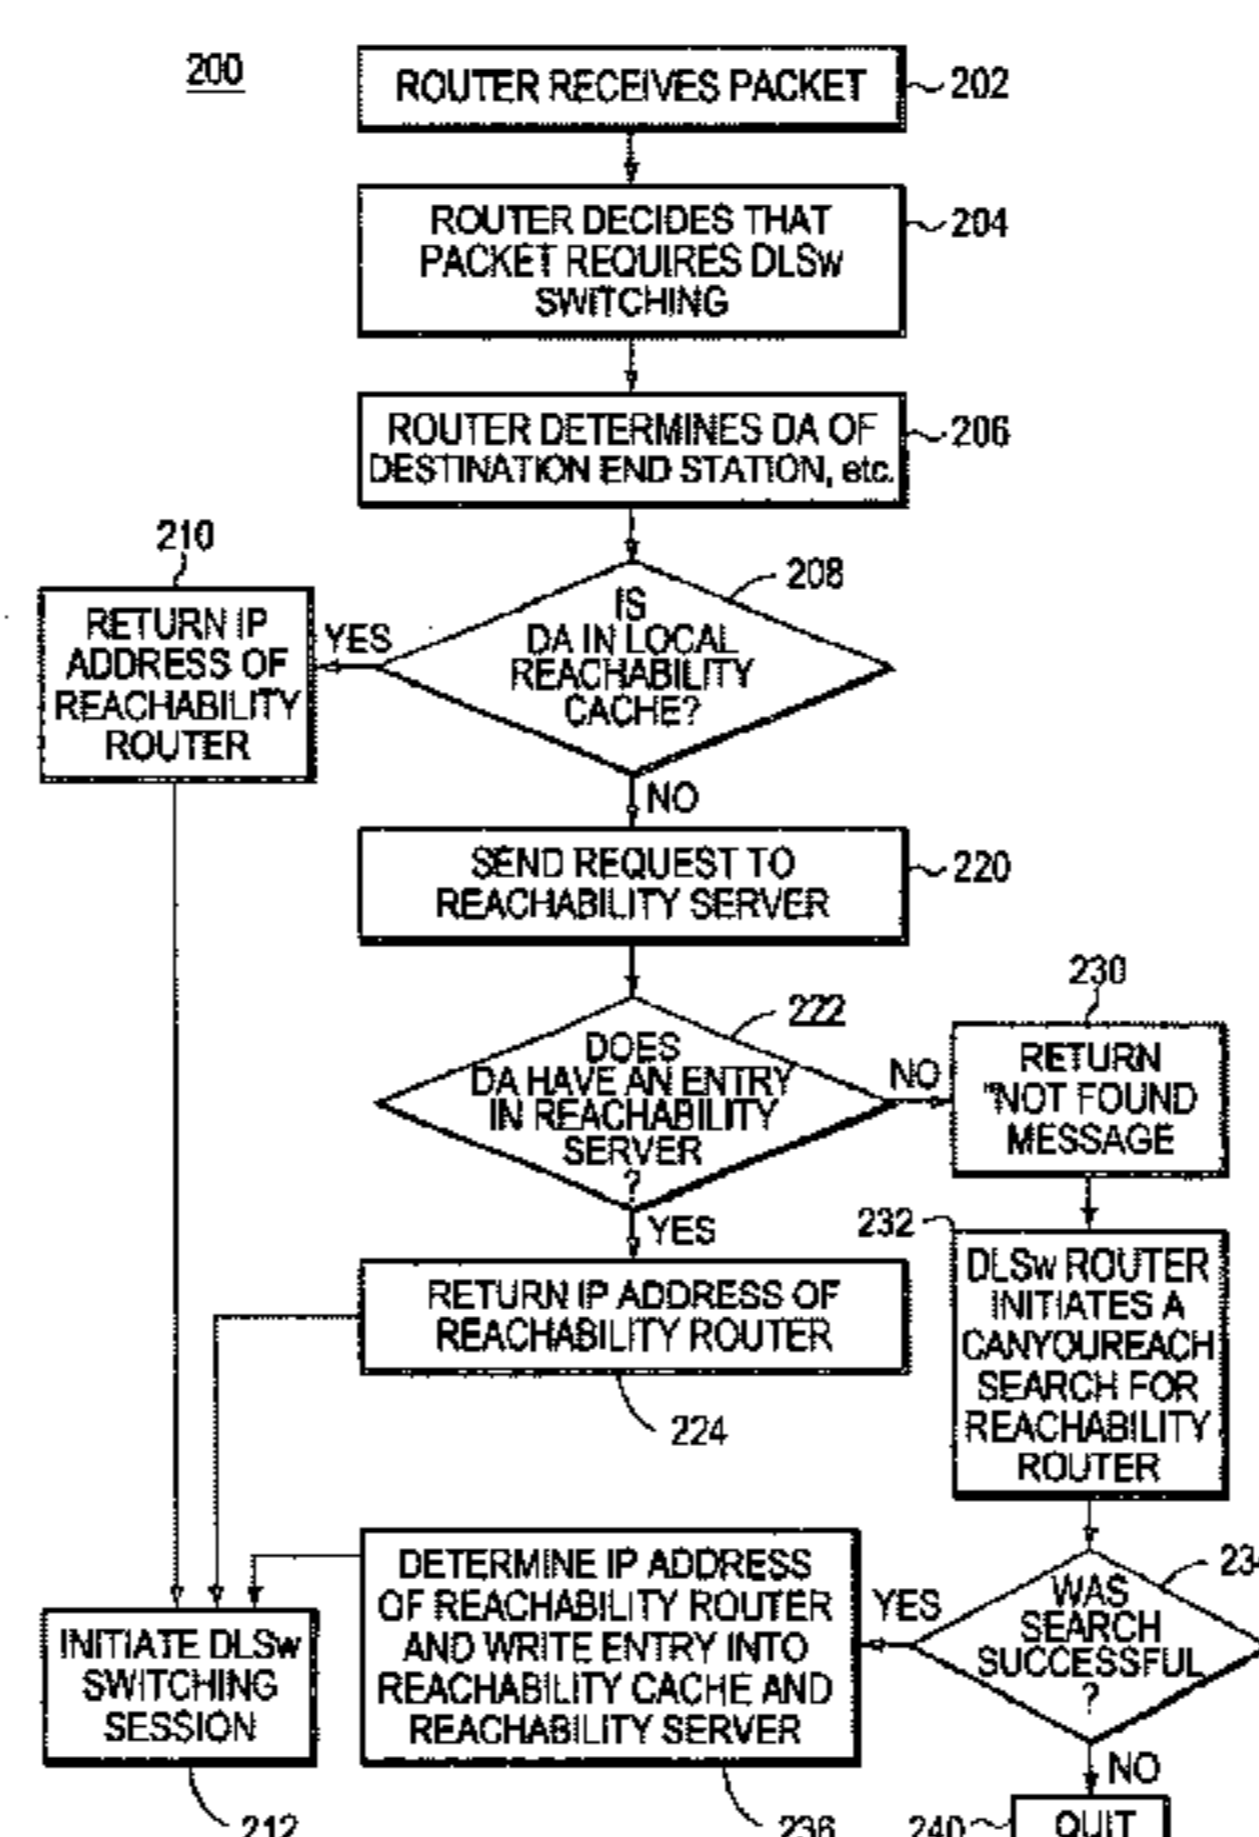 200
ROUTER RECEIVES PACKET
202
ROUTER DECIDES THAT
PACKET REQUIRES DLSw
SWITCHING
204
ROUTER DETERMINES DA OF
DESTINATION END STATION, etc.
206
210
RETURN IP
ADDRESS OF
REACHABILITY
ROUTER
YES
208
IS
DA IN LOCAL
REACHABILITY
CACHE?
NO
SEND REQUEST TO
REACHABILITY SERVER
220
222
DOES
DA HAVE AN ENTRY
IN REACHABILITY
SERVER
?
NO
230
RETURN
"NOT FOUND
MESSAGE
YES
232
DLSw ROUTER
INITIATES A
CANYOUREACH
SEARCH FOR
REACHABILITY
ROUTER
RETURN IP ADDRESS OF
REACHABILITY ROUTER
224
WAS
SEARCH
SUCCESSFUL
?
YES
DETERMINE IP ADDRESS
OF REACHABILITY ROUTER
AND WRITE ENTRY INTO
REACHABILITY CACHE AND
REACHABILITY SERVER
236
INITIATE DLSw
SWITCHING
SESSION
212
NO
240
QUIT